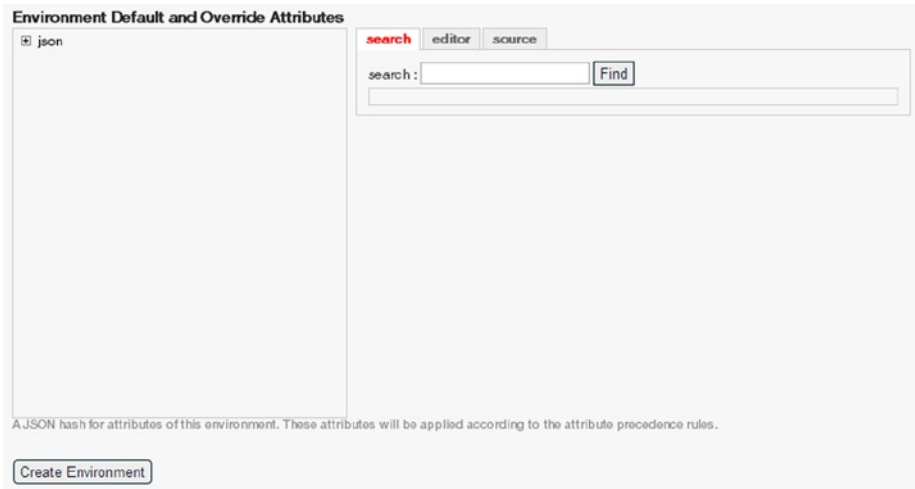 Environment Default and Override Attributes
json
search editor source
search : Find
A JSON hash for attributes of this environment. These attributes will be applied according to the attribute precedence rules.
Create Environment